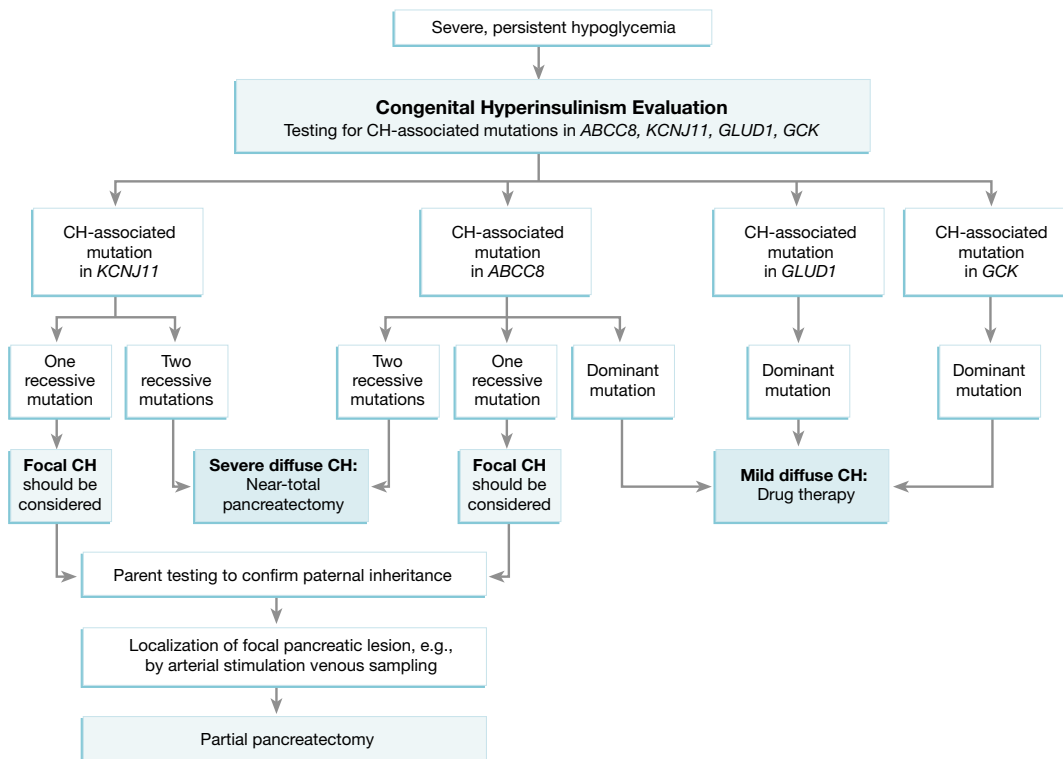 Severe, persistent hypoglycemia
Congenital Hyperinsulinism Evaluation
Testing for CH-associated mutations in ABCC8, KCNJ11, GLUD1, GCK
CH-associated
mutation
in KCNJ11
CH-associated
mutation
in ABCC8
CH-associated
mutation
in GLUD1
CH-associated
mutation
in GCK
One
recessive
mutation
Two
recessive
mutations
Two
recessive
mutations
One
recessive
mutation
Dominant
mutation
Dominant
mutation
Dominant
mutation
Focal CH
should be
considered
Severe diffuse CH:
Near-total
pancreatectomy
Focal CH
should be
considered
Mild diffuse CH:
Drug therapy
Parent testing to confirm paternal inheritance
Localization of focal pancreatic lesion, e.g.,
by arterial stimulation venous sampling
Partial pancreatectomy